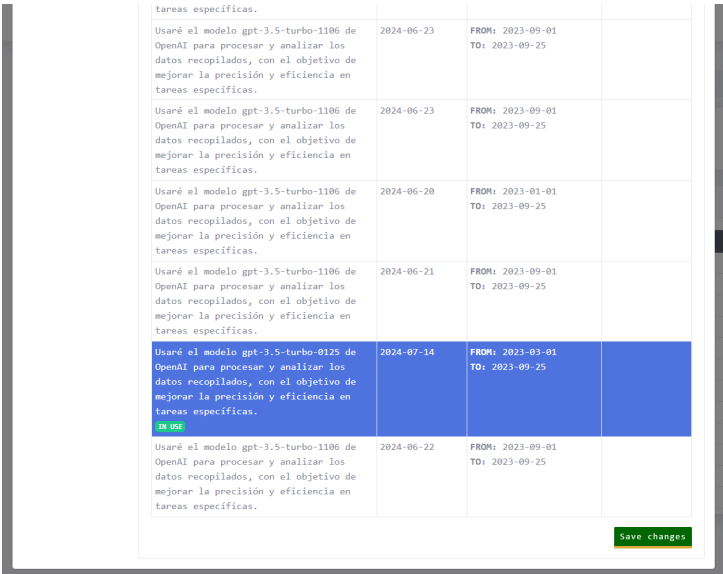 tareas específicas.
Usaré el modelo gpt-3.5-turbo-1106 de 2024-06-23 FROM: 2023-09-01
OpenAI para procesar y analizar los TO: 2023-09-25
datos recopilados, con el objetivo de
mejorar la precisión y eficiencia en
tareas específicas.
Usaré el modelo gpt-3.5-turbo-1106 de 2024-06-23 FROM: 2023-09-01
OpenAI para procesar y analizar los TO: 2023-09-25
datos recopilados, con el objetivo de
mejorar la precisión y eficiencia en
tareas específicas.
Usaré el modelo gpt-3.5-turbo-1106 de 2024-06-20 FROM: 2023-01-01
OpenAI para procesar y analizar los TO: 2023-09-25
datos recopilados, con el objetivo de
mejorar la precisión y eficiencia en
tareas específicas.
Usaré el modelo gpt-3.5-turbo-1106 de 2024-06-21 FROM: 2023-09-01
OpenAI para procesar y analizar los TO: 2023-09-25
datos recopilados, con el objetivo de
mejorar la precisión y eficiencia en
tareas específicas.
Usaré el modelo gpt-3.5-turbo-0125 de 2024-07-14 FROM: 2023-03-01
OpenAI para procesar y analizar los TO: 2023-09-25
datos recopilados, con el objetivo de
mejorar la precisión y eficiencia en
tareas específicas.
IN USE
Usaré el modelo gpt-3.5-turbo-1106 de 2024-06-22 FROM: 2023-09-01
OpenAI para procesar y analizar los TO: 2023-09-25
datos recopilados, con el objetivo de
mejorar la precisión y eficiencia en
tareas específicas.
Save changes